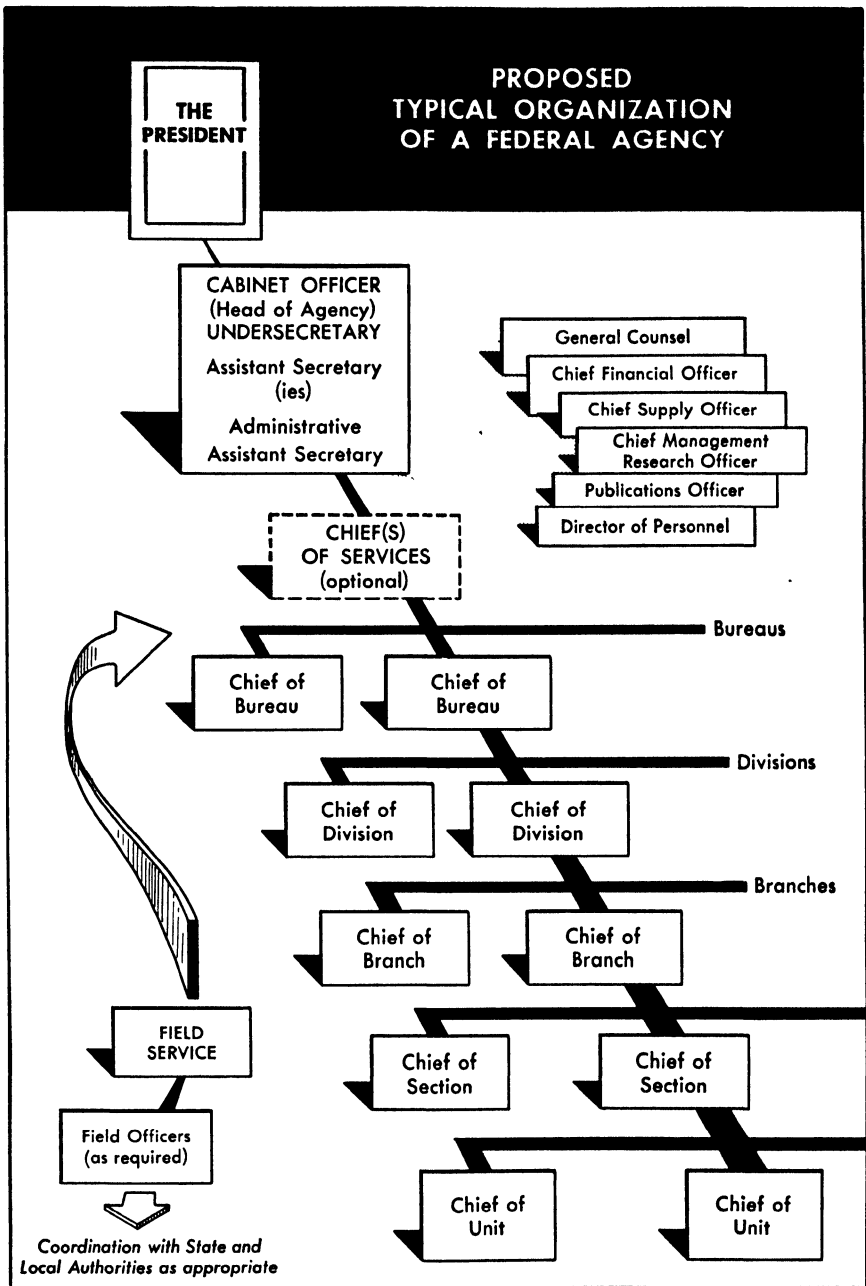 PROPOSED
TYPICAL ORGANIZATION
OF A FEDERAL AGENCY
THE
PRESIDENT
CABINET OFFICER
(Head of Agency)
UNDERSECRETARY
Assistant Secretary
(ies)
Administrative
Assistant Secretary
General Counsel
Chief Financial Officer
Chief Supply Officer
Chief Management
Research Officer
Publications Officer
Director of Personnel
CHIEF(S)
OF SERVICES
(optional)
Bureaus
Chief of
Bureau
Chief of
Bureau
Divisions
Chief of
Division
Chief of
Division
Branches
Chief of
Branch
Chief of
Branch
Chief of
Section
Chief of
Section
Chief of
Unit
Chief of
Unit
FIELD
SERVICE
Field Officers
(as required)
Coordination with State and
Local Authorities as appropriate